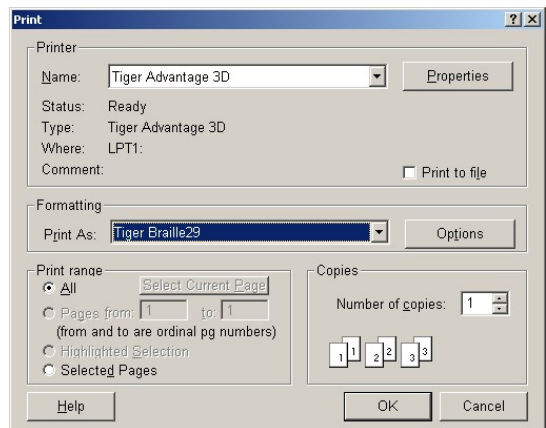 Print
Printer
Name: Tiger Advantage 3D Properties
Status: Ready
Type: Tiger Advantage 3D
Where: LPT1:
Comment: Print to file
Formatting
Print As: Tiger Braille29 Options
Print range
All Select Current Page
Pages from: 1 to: 1
(from and to are ordinal pg numbers)
Highlighted Selection
Selected Pages
Copies
Number of copies: 1
1 1 2 2 3 3
Help OK Cancel